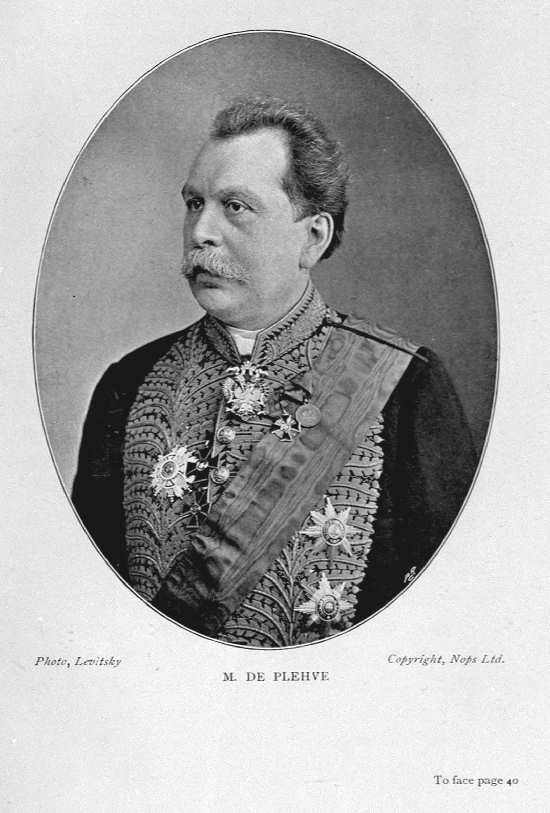 Photo, Levitsky
Copyright, Nops Ltd.
M. DE PLEHVE
To face page 40